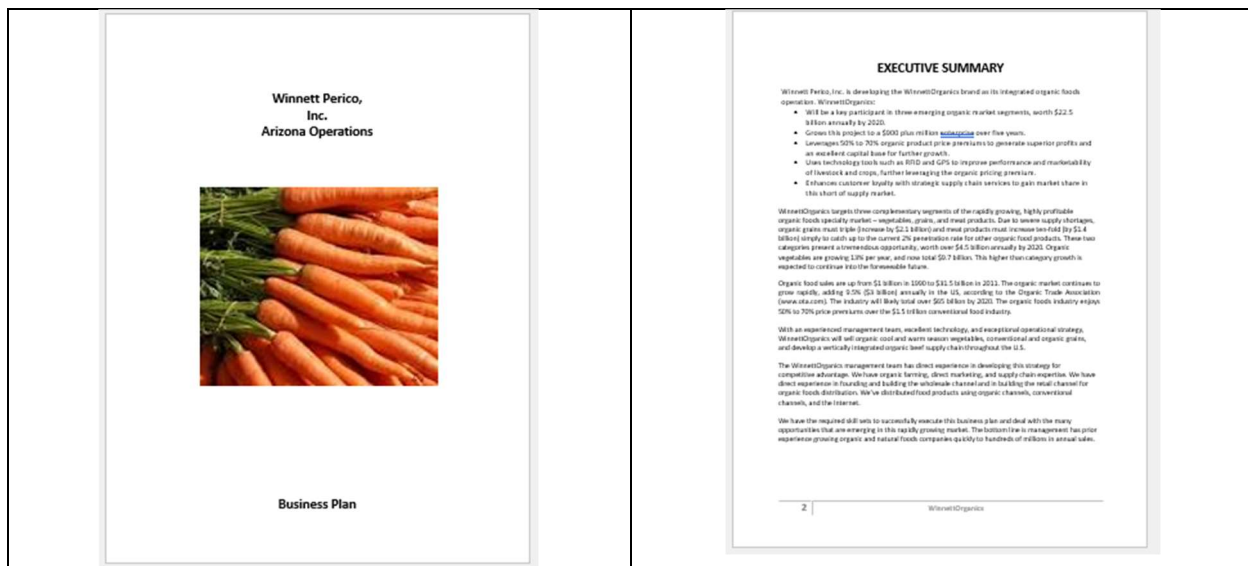 Winnett Perico,
Inc.
Arizona Operations
Business Plan
EXECUTIVE SUMMARY
Winnett Perico, Inc. is developing the WinnettOrganics brand as its integrated organic foods
operation. WinnettOrganics:
• Will be a key participant in three emerging organic market segments, worth $22.5
billion annually by 2020.
• Grows this project to a $900 plus million enterprise over five years.
• Leverages 50% to 70% organic product price premiums to generate superior profits and
an excellent capital base for further growth.
• Uses technology tools such as RFID and GPS to improve performance and marketability
of livestock and crops, further leveraging the organic pricing premium.
• Enhances customer loyalty with strategic supply chain services to gain market share in
this short of supply market.
WinnettOrganics targets three complementary segments of the rapidly growing, highly profitable
organic foods specialty market – vegetables, grains, and meat products. Due to severe supply shortages,
organic grains must triple (increase by $2.1 billion) and meat products must increase ten-fold (by $1.4
billion) simply to catch up to the current 2% penetration rate for other organic food products. These two
categories present a tremendous opportunity, worth over $4.5 billion annually by 2020. Organic
vegetables are growing 13% per year, and now total $9.7 billion. This higher than category growth is
expected to continue into the foreseeable future.
Organic food sales are up from $1 billion in 1990 to $31.5 billion in 2011. The organic market continues to
grow rapidly, adding 9.5% ($3 billion) annually in the US, according to the Organic Trade Association
(www.ota.com). The industry will likely total over $65 billion by 2020. The organic foods industry enjoys
50% to 70% price premiums over the $1.5 trillion conventional food industry.
With an experienced management team, excellent technology, and exceptional operational strategy,
WinnettOrganics will sell organic cool and warm season vegetables, conventional and organic grains,
and develop a vertically integrated organic beef supply chain throughout the U.S.
The WinnettOrganics management team has direct experience in developing this strategy for
competitive advantage. We have organic farming, direct marketing, and supply chain expertise. We have
direct experience in founding and building the wholesale channel and in building the retail channel for
organic foods distribution. We've distributed food products using organic channels, conventional
channels, and the Internet.
We have the required skill sets to successfully execute this business plan and deal with the many
opportunities that are emerging in this rapidly growing market. The bottom line is management has prior
experience growing organic and natural foods companies quickly to hundreds of millions in annual sales.
2 WinnettOrganics